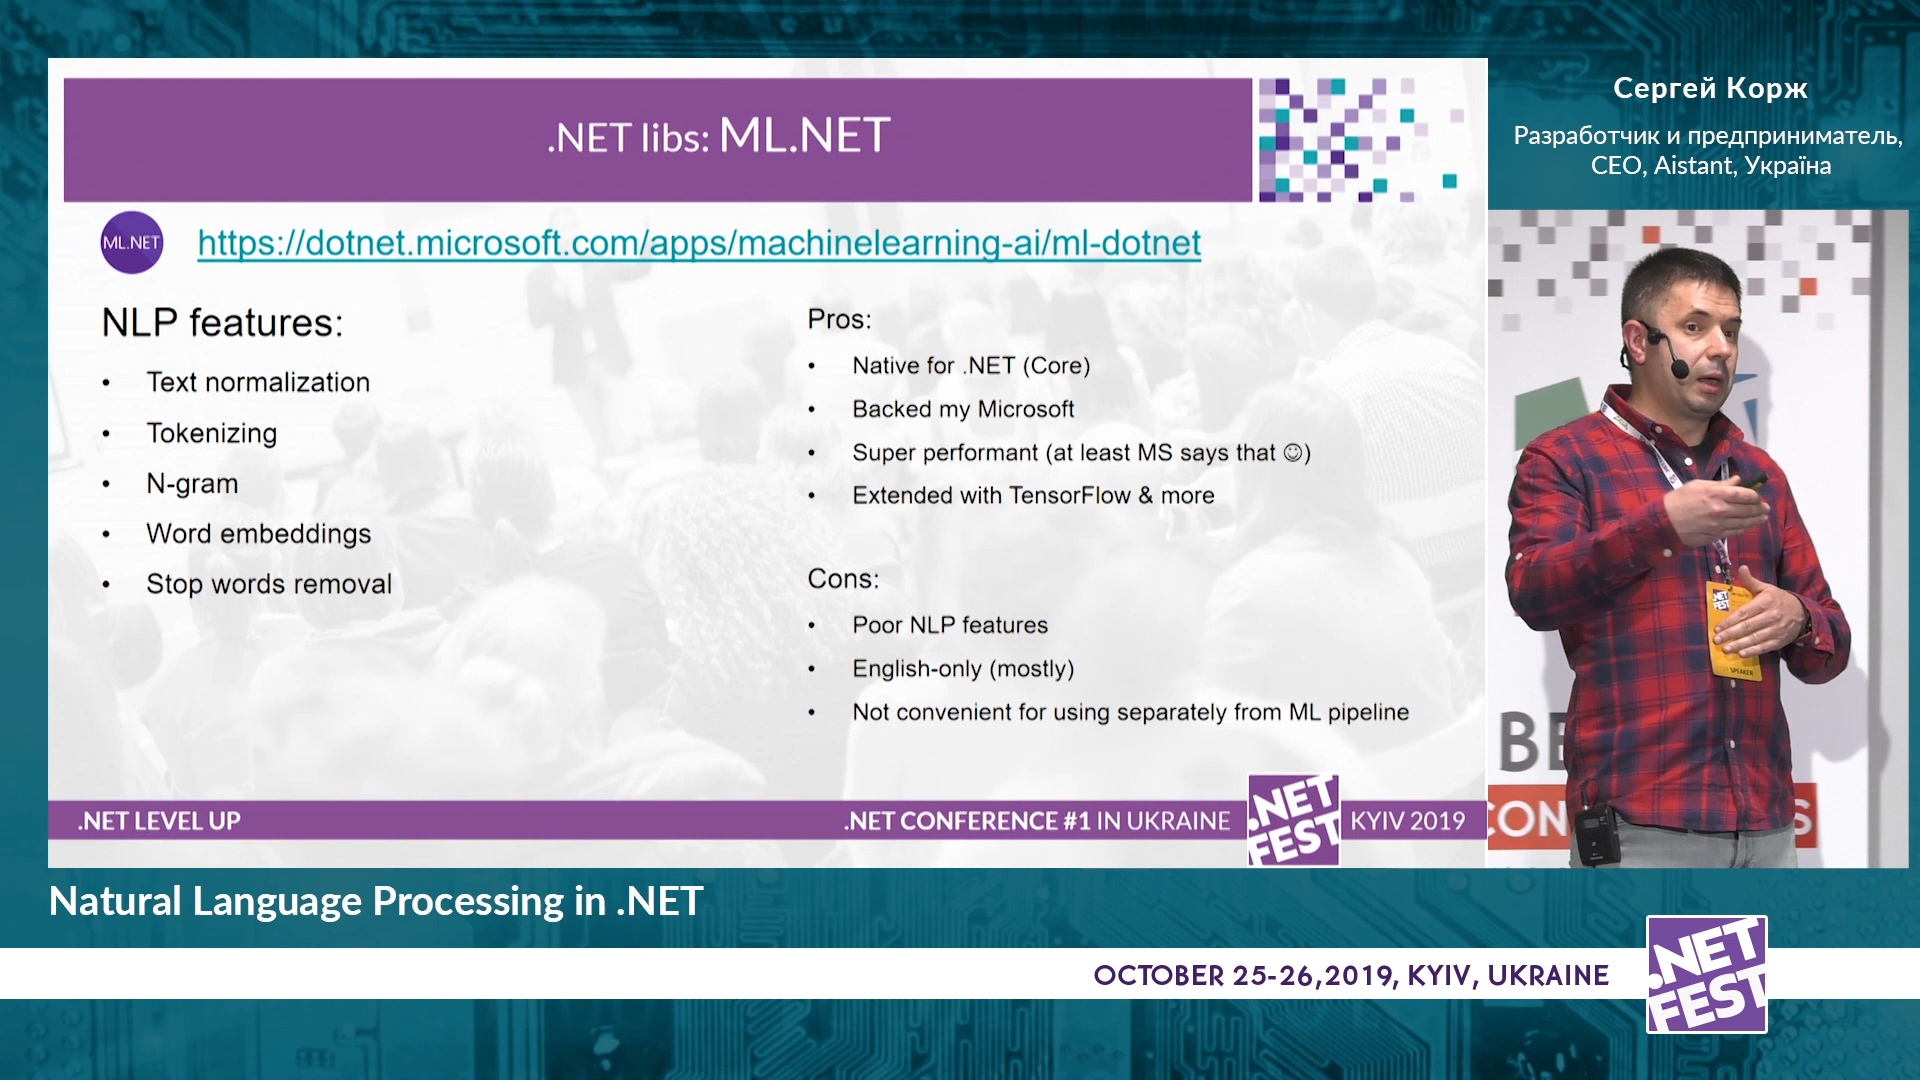 .NET libs: ML.NET
ML.NET
https://dotnet.microsoft.com/apps/machinelearning-ai/ml-dotnet
NLP features:
• Text normalization
• Tokenizing
• N-gram
• Word embeddings
• Stop words removal
Pros:
• Native for .NET (Core)
• Backed my Microsoft
• Super performant (at least MS says that ☺)
• Extended with TensorFlow & more
Cons:
• Poor NLP features
• English-only (mostly)
• Not convenient for using separately from ML pipeline
.NET LEVEL UP
.NET CONFERENCE #1 IN UKRAINE
.NET
FEST
KYIV 2019
Сергей Корж
Разработчик и предприниматель,
CEO, Aistant, Україна
.NET
FEST
SPEAKER
Natural Language Processing in .NET
OCTOBER 25-26,2019, KYIV, UKRAINE
.NET
FEST